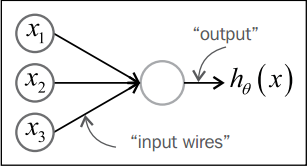 x₁
"output"
x₂
hθ(x)
x₃
"input wires"